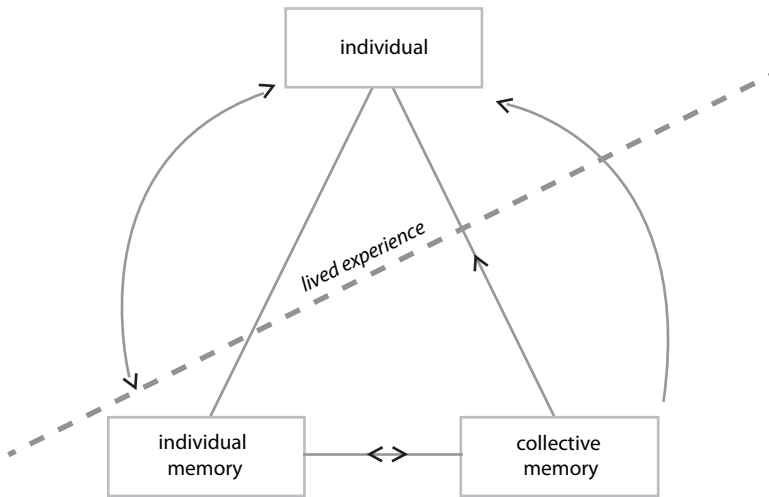 individual
lived experience
individual
memory
collective
memory